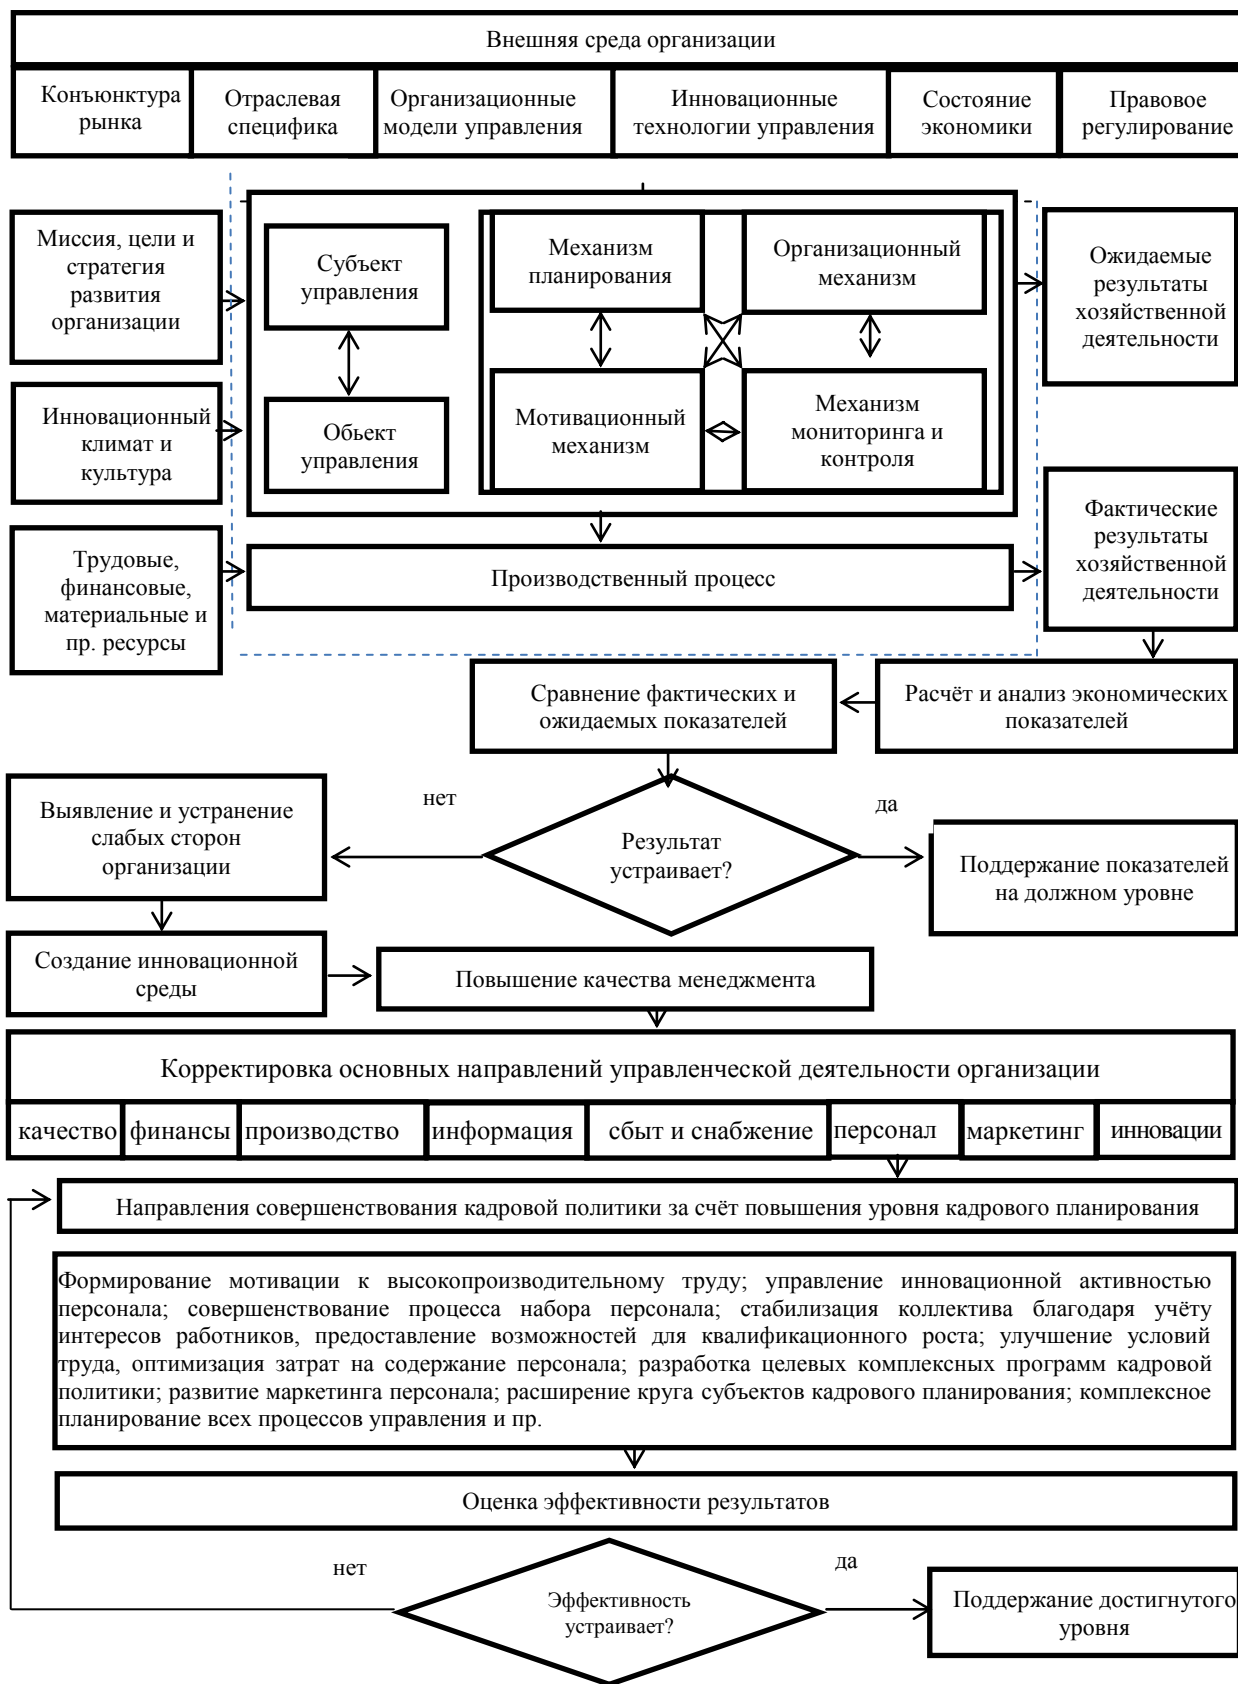 Внешняя среда организации
Конъюнктура
рынка
Отраслевая
специфика
Организационные
модели управления
Инновационные
технологии управления
Состояние
экономики
Правовое
регулирование
Миссия, цели и
стратегия
развития
организации
Субъект
управления
Механизм
планирования
Организационный
механизм
Ожидаемые
результаты
хозяйственной
деятельности
Инновационный
климат и
культура
Обьект
управления
Мотивационный
механизм
Механизм
мониторинга и
контроля
Трудовые,
финансовые,
материальные и
пр. ресурсы
Производственный процесс
Фактические
результаты
хозяйственной
деятельности
Сравнение фактических и
ожидаемых показателей
Расчёт и анализ экономических
показателей
Выявление и устранение
слабых сторон
организации
нет
Результат
устраивает?
да
Поддержание показателей
на должном уровне
Создание инновационной
среды
Повышение качества менеджмента
Корректировка основных направлений управленческой деятельности организации
качество
финансы
производство
информация
сбыт и снабжение
персонал
маркетинг
инновации
Направления совершенствования кадровой политики за счёт повышения уровня кадрового планирования
Формирование мотивации к высокопроизводительному труду; управление инновационной активностью
персонала; совершенствование процесса набора персонала; стабилизация коллектива благодаря учёту
интересов работников, предоставление возможностей для квалификационного роста; улучшение условий
труда, оптимизация затрат на содержание персонала; разработка целевых комплексных программ кадровой
политики; развитие маркетинга персонала; расширение круга субъектов кадрового планирования; комплексное
планирование всех процессов управления и пр.
Оценка эффективности результатов
нет
Эффективность
устраивает?
да
Поддержание достигнутого
уровня